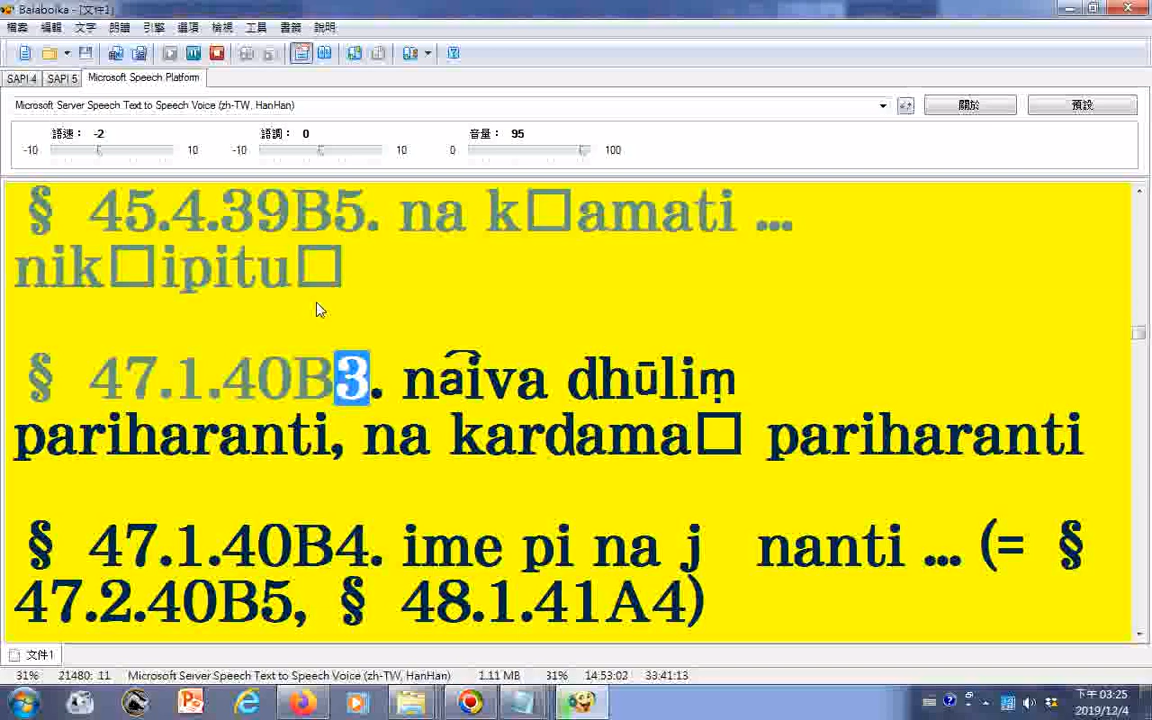 Balabolka - [文件1]
檔案 編輯 文字 朗讀 引擎 選項 檢視 工具 書籤 說明
SAPI 4 SAPI 5 Microsoft Speech Platform
Microsoft Server Speech Text to Speech Voice (zh-TW, HanHan) 關於 預設
語速： -2 語調： 0 音量： 95
-10 10 -10 10 0 100
§ 45.4.39B5. na k□amati ...
nik□ipitu□
§ 47.1.40B3. na͡iva dhūliṃ
pariharanti, na kardama□ pariharanti
§ 47.1.40B4. ime pi na j nanti ... (= §
47.2.40B5, § 48.1.41A4)
文件1
31% 21480: 11 Microsoft Server Speech Text to Speech Voice (zh-TW, HanHan) 1.11 MB 31% 14:53:02 33:41:13
下午 03:25
2019/12/4